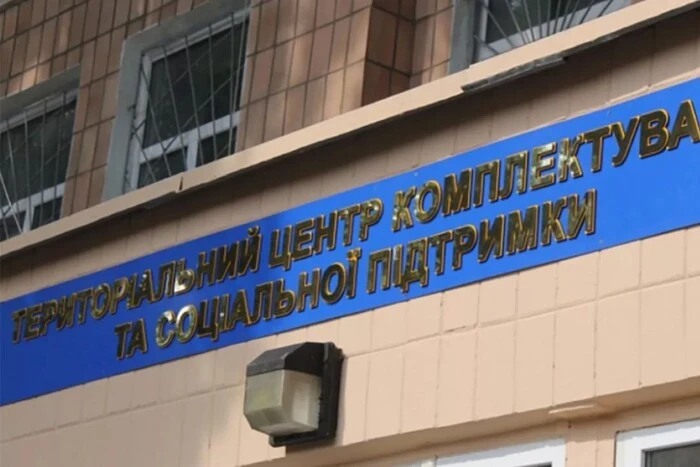 ТЕРИТОРІАЛЬНИЙ ЦЕНТР КОМПЛЕКТУВА
ТА СОЦІАЛЬНОЇ ПІДТРИМКИ